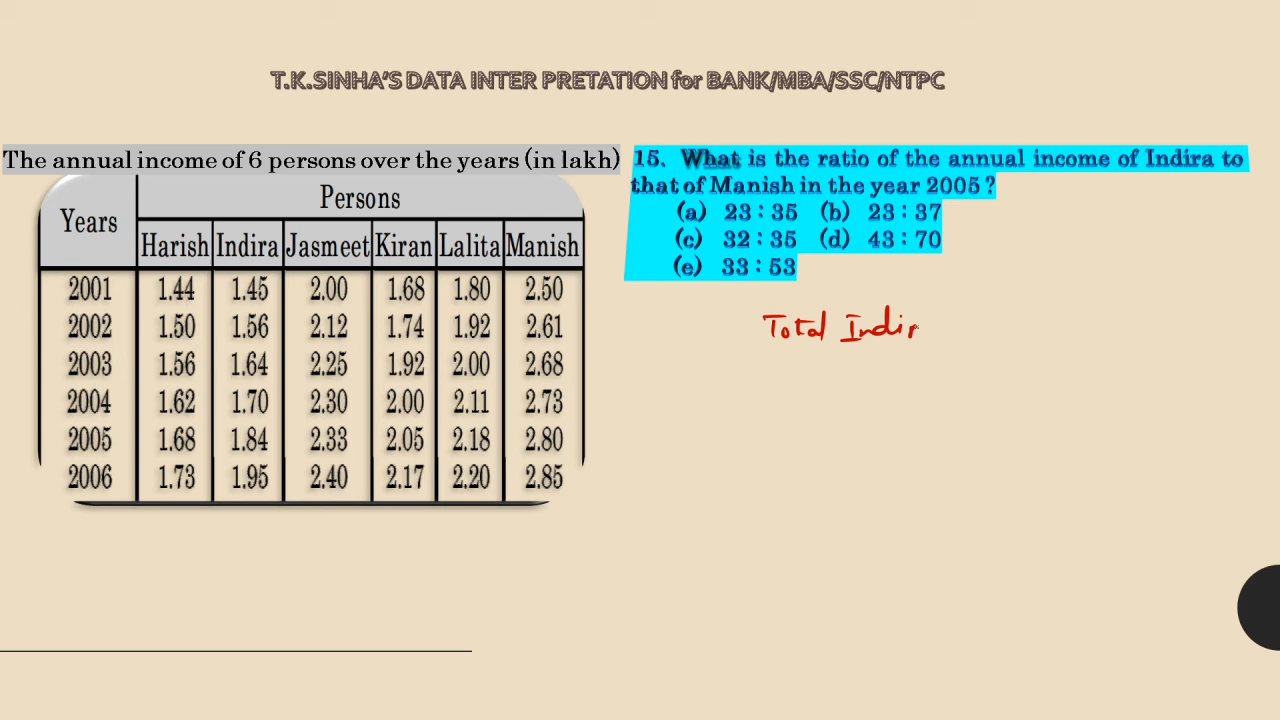 T.K.SINHA'S DATA INTER PRETATION for BANK/MBA/SSC/NTPC
The annual income of 6 persons over the years (in lakh)
Years Persons
Harish Indira Jasmeet Kiran Lalita Manish
2001 1.44 1.45 2.00 1.68 1.80 2.50
2002 1.50 1.56 2.12 1.74 1.92 2.61
2003 1.56 1.64 2.25 1.92 2.00 2.68
2004 1.62 1.70 2.30 2.00 2.11 2.73
2005 1.68 1.84 2.33 2.05 2.18 2.80
2006 1.73 1.95 2.40 2.17 2.20 2.85
15. What is the ratio of the annual income of Indira to
that of Manish in the year 2005 ?
(a) 23 : 35 (b) 23 : 37
(c) 32 : 35 (d) 43 : 70
(e) 33 : 53
Total Indir